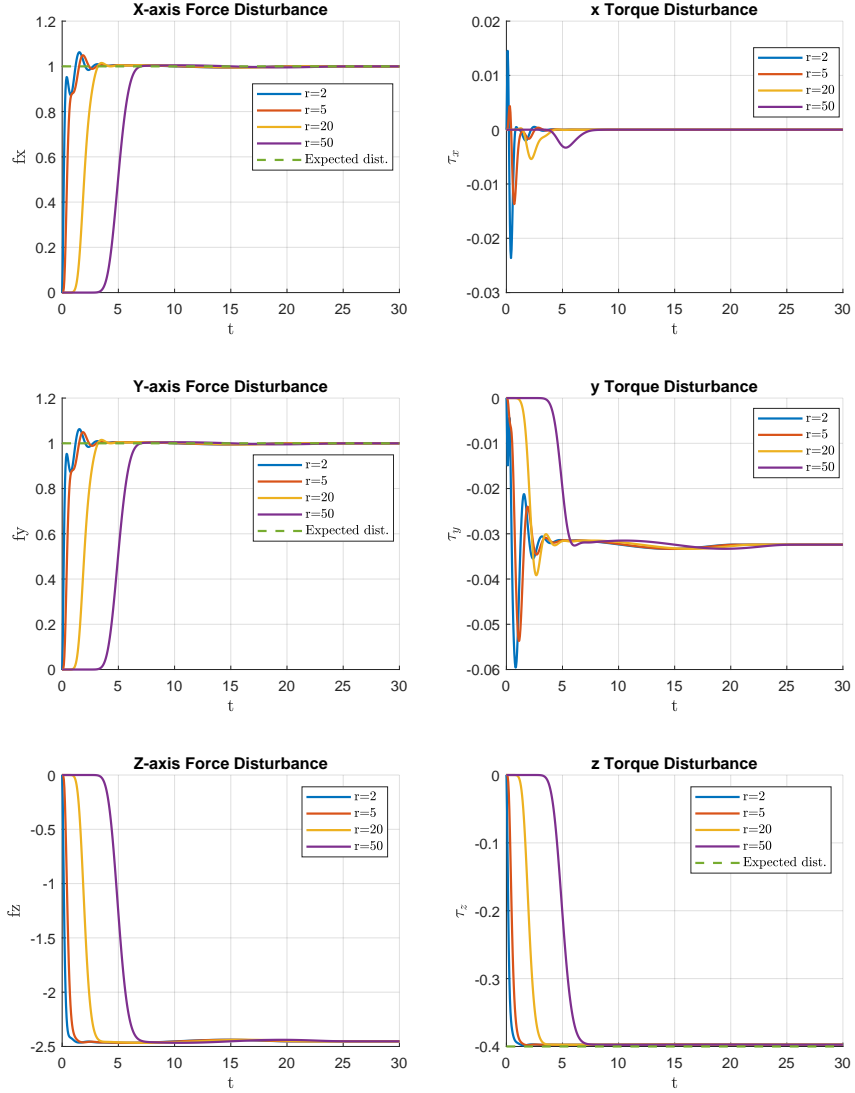 X-axis Force Disturbance
1.2
1
0.8
0.6
0.4
0.2
0
fx
r=2
r=5
r=20
r=50
Expected dist.
0 5 10 15 20 25 30
t
x Torque Disturbance
0.02
0.01
0
-0.01
-0.02
-0.03
τx
r=2
r=5
r=20
r=50
0 5 10 15 20 25 30
t
Y-axis Force Disturbance
1.2
1
0.8
0.6
0.4
0.2
0
fy
r=2
r=5
r=20
r=50
Expected dist.
0 5 10 15 20 25 30
t
y Torque Disturbance
0
-0.01
-0.02
-0.03
-0.04
-0.05
-0.06
τy
r=2
r=5
r=20
r=50
0 5 10 15 20 25 30
t
Z-axis Force Disturbance
0
-0.5
-1
-1.5
-2
-2.5
fz
r=2
r=5
r=20
r=50
0 5 10 15 20 25 30
t
z Torque Disturbance
0
-0.1
-0.2
-0.3
-0.4
τz
r=2
r=5
r=20
r=50
Expected dist.
0 5 10 15 20 25 30
t